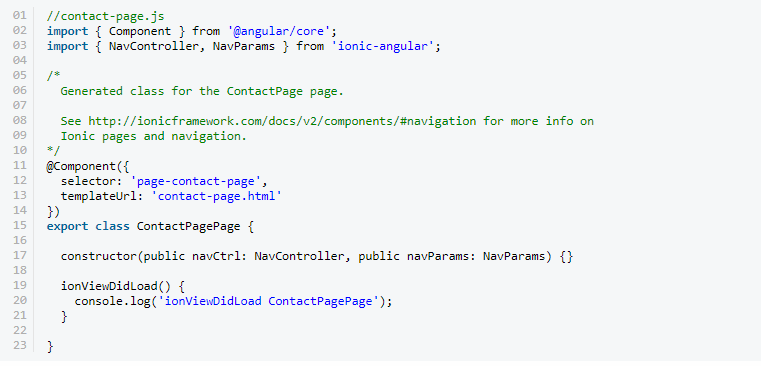 01 //contact-page.js
02 import { Component } from '@angular/core';
03 import { NavController, NavParams } from 'ionic-angular';
04
05 /*
06   Generated class for the ContactPage page.
07
08   See http://ionicframework.com/docs/v2/components/#navigation for more info on
09   Ionic pages and navigation.
10 */
11 @Component({
12   selector: 'page-contact-page',
13   templateUrl: 'contact-page.html'
14 })
15 export class ContactPagePage {
16
17   constructor(public navCtrl: NavController, public navParams: NavParams) {}
18
19   ionViewDidLoad() {
20     console.log('ionViewDidLoad ContactPagePage');
21   }
22
23 }